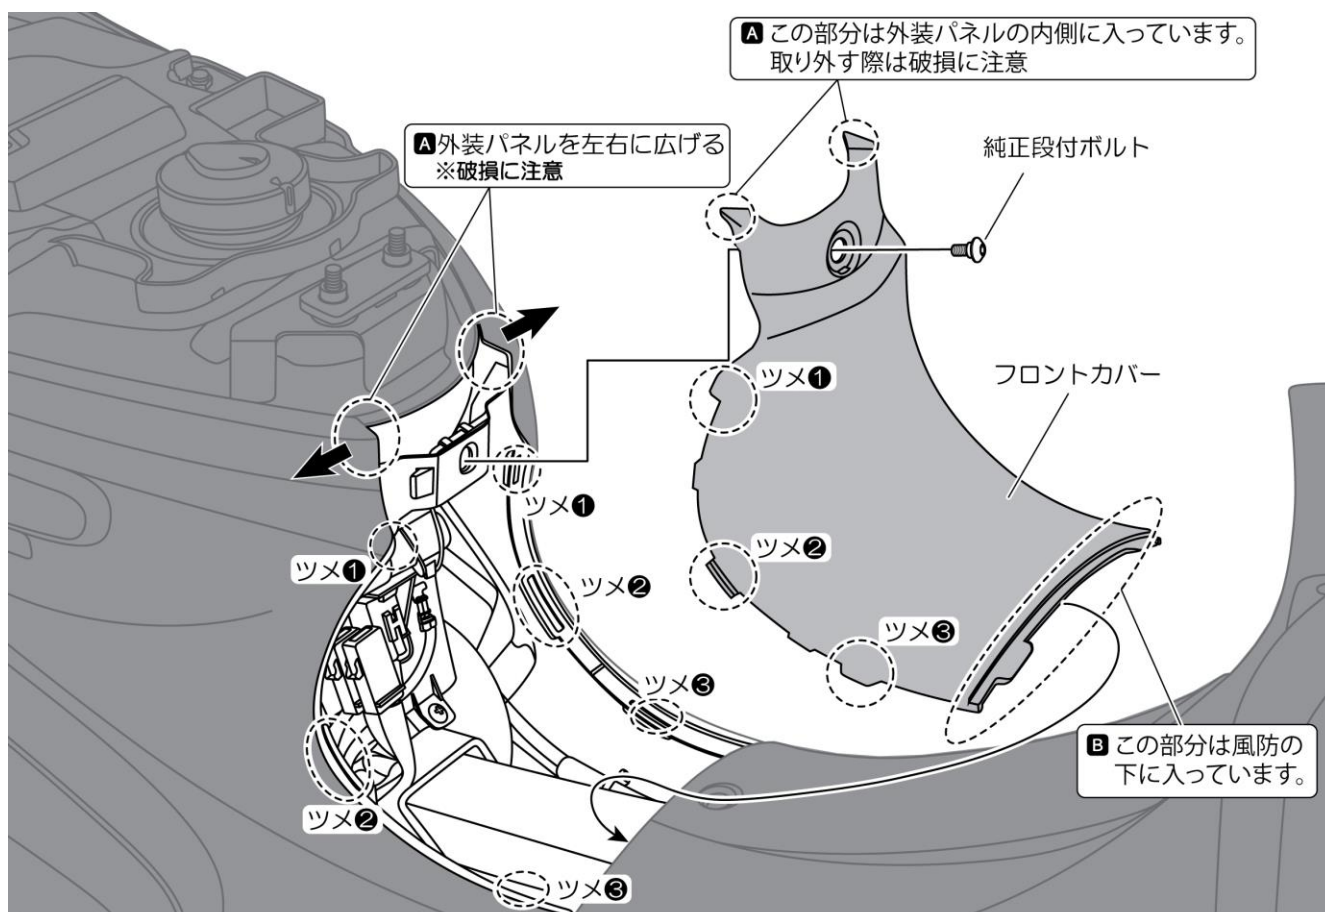 A この部分は外装パネルの内側に入っています。
取り外す際は破損に注意
A 外装パネルを左右に広げる
※破損に注意
純正段付ボルト
ツメ❶
フロントカバー
ツメ❶
ツメ❷
ツメ❶
ツメ❷
ツメ❸
ツメ❸
B この部分は風防の
下に入っています。
ツメ❷
ツメ❸